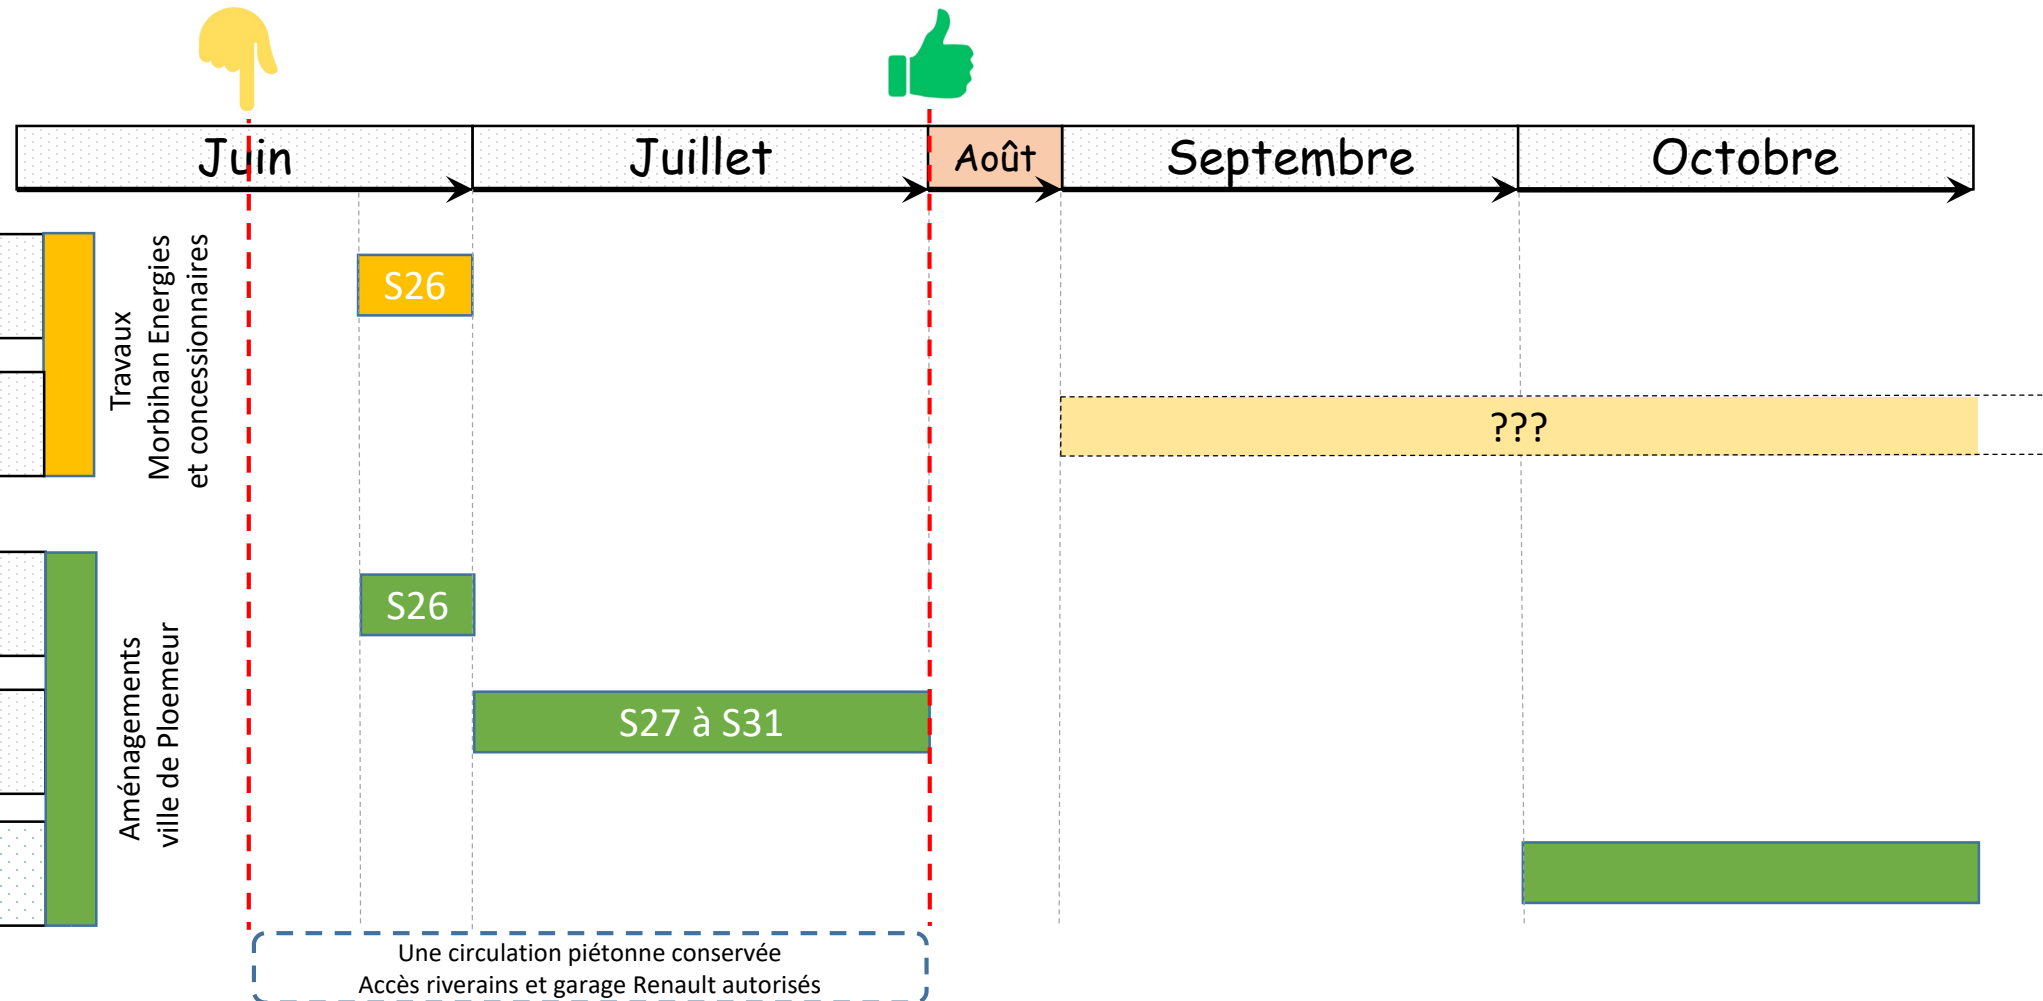 Juin
Juillet
Août
Septembre
Octobre
Travaux
Morbihan Energies
et concessionnaires
S26
???
Aménagements
ville de Ploemeur
S26
S27 à S31
Une circulation piétonne conservée
Accès riverains et garage Renault autorisés